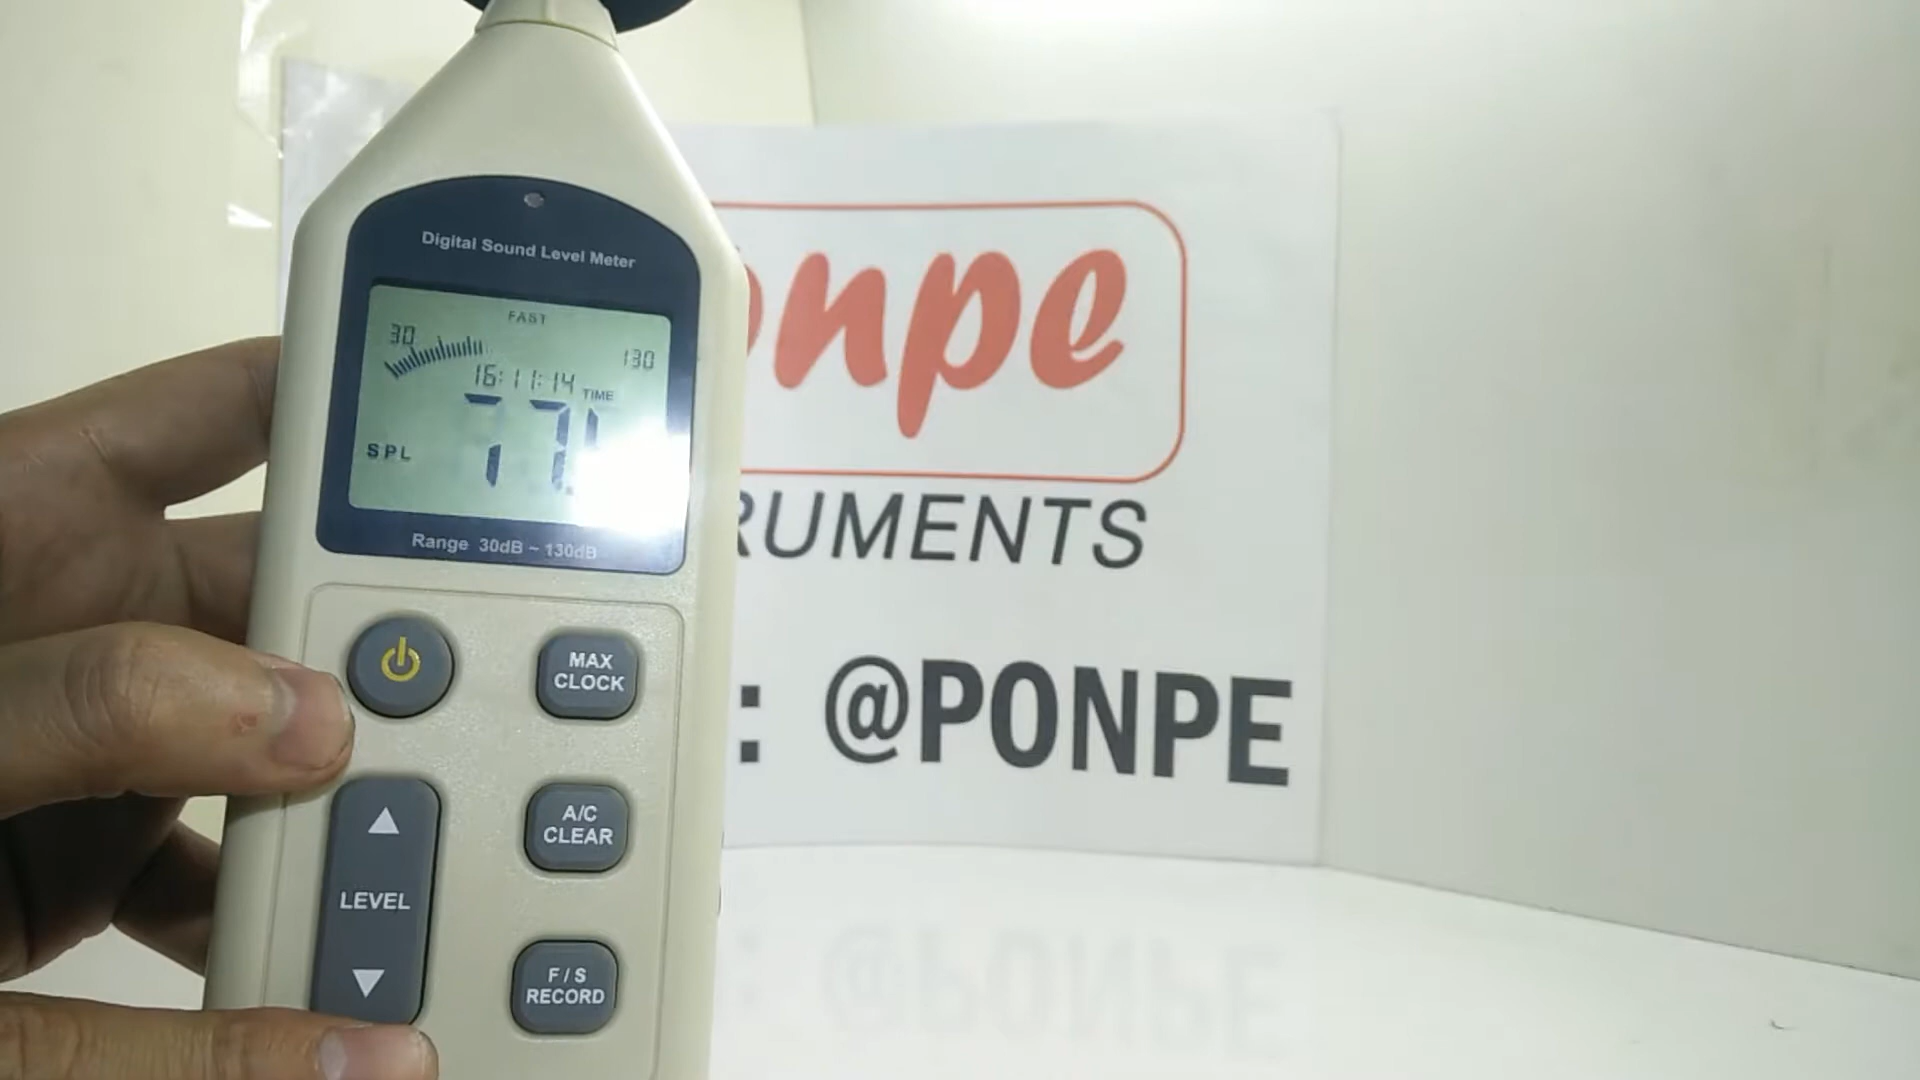 Digital Sound Level Meter
FAST
30
130
16:11:14 TIME
SPL
77.
Range 30dB ~ 130dB
MAX
CLOCK
A/C
CLEAR
LEVEL
F/S
RECORD
onpe
RUMENTS
: @PONPE